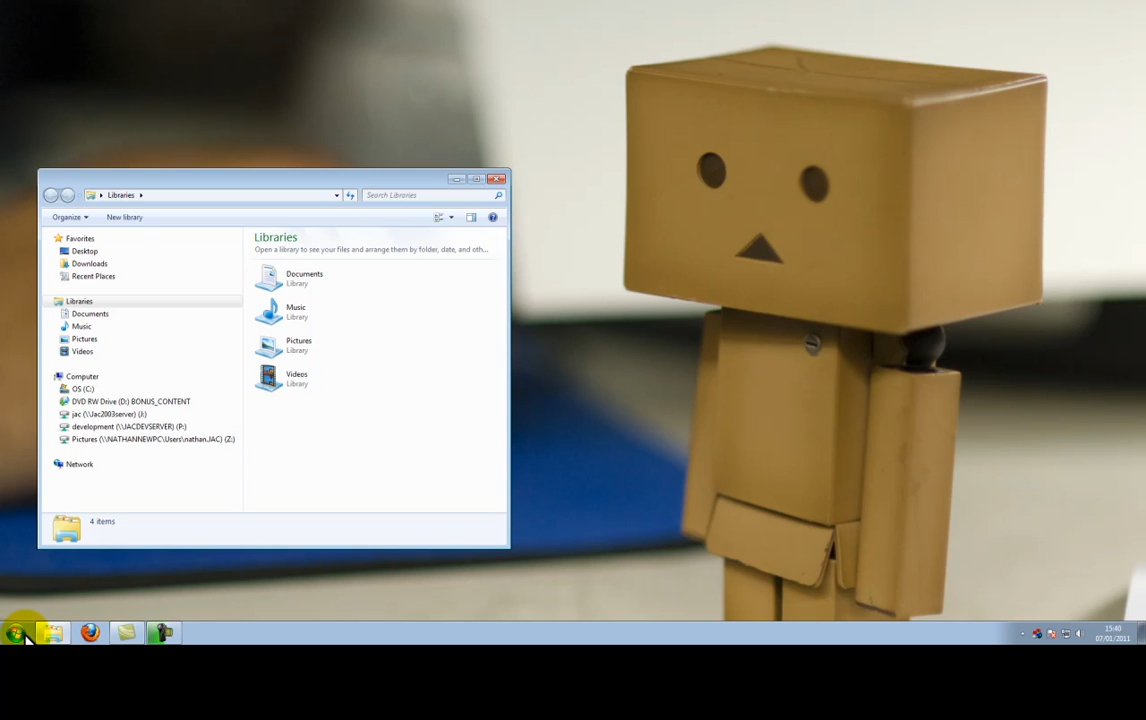 Libraries
Search Libraries
Organize
New library
Favorites
Desktop
Downloads
Recent Places
Libraries
Documents
Music
Pictures
Videos
Computer
OS (C:)
DVD RW Drive (D:) BONUS_CONTENT
jac (\\Jac2003server) (J:)
development (\\JACDEVSERVER) (P:)
Pictures (\\NATHANNEWPC\Users\nathan.JAC) (Z:)
Network
Libraries
Open a library to see your files and arrange them by folder, date, and oth...
Documents
Library
Music
Library
Pictures
Library
Videos
Library
4 items
15:40
07/01/2011